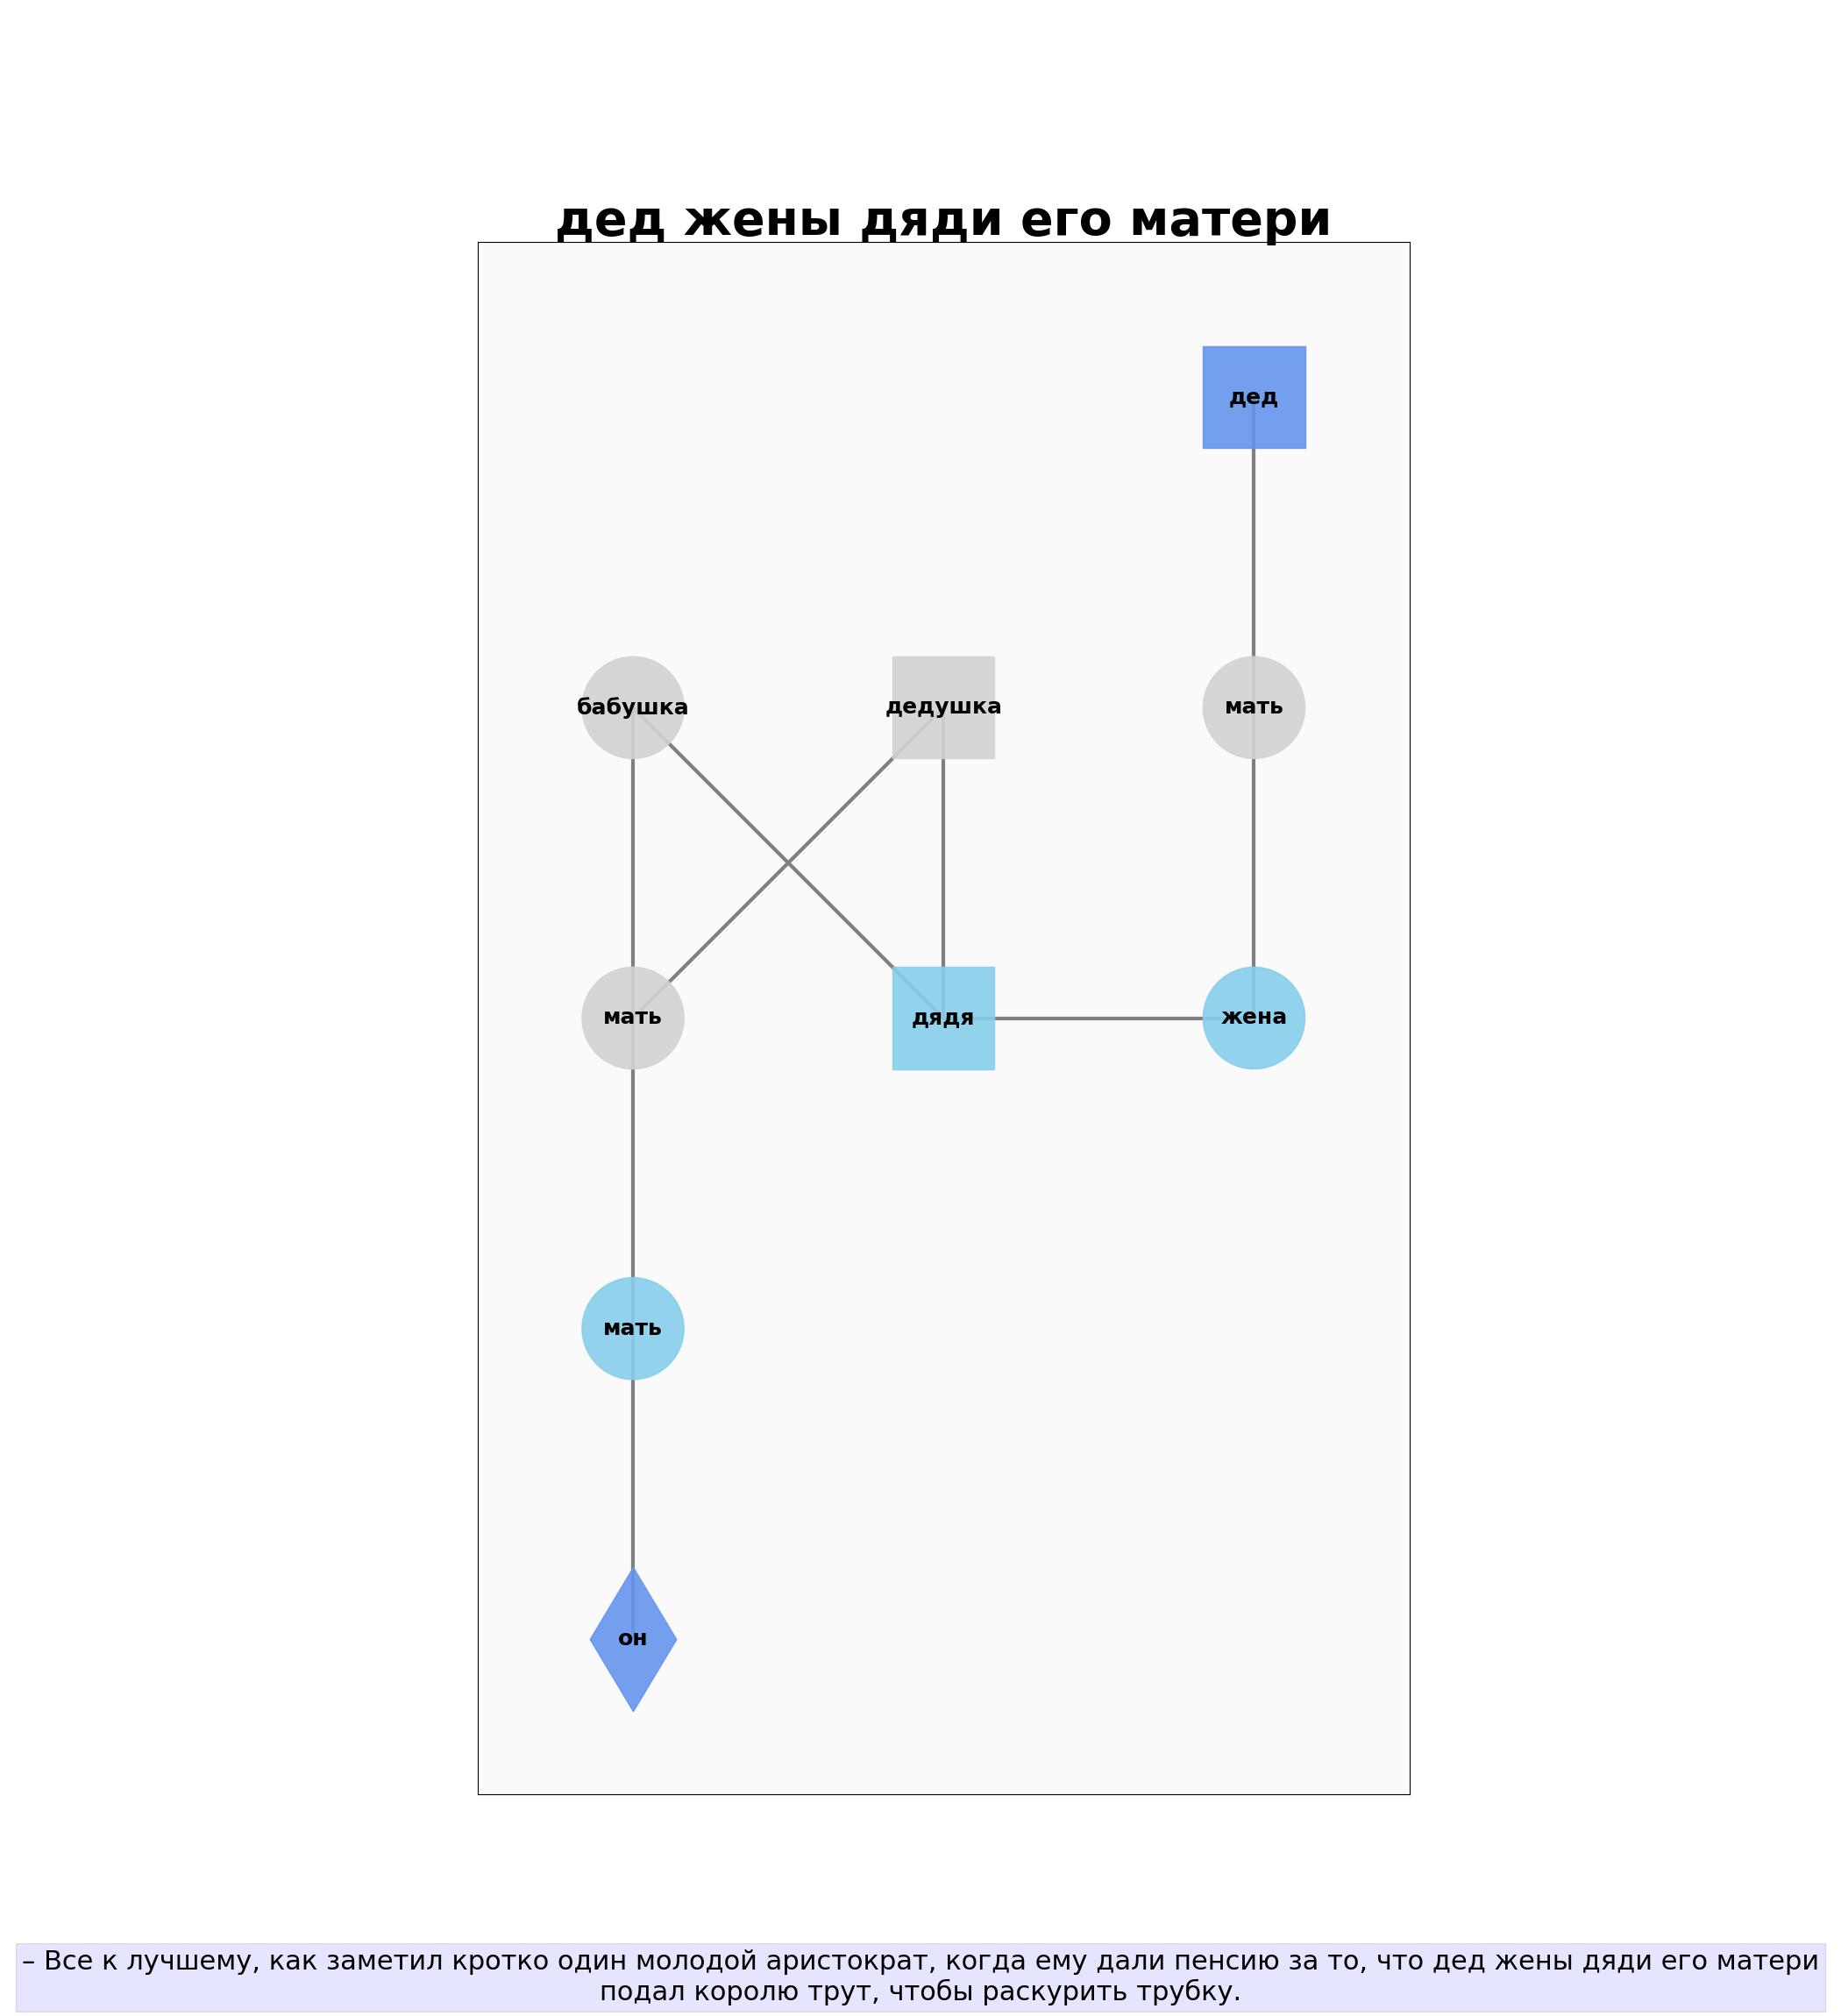 дед жены дяди его матери
дед
бабушка
дедушка
мать
мать
дядя
жена
мать
он
– Все к лучшему, как заметил кротко один молодой аристократ, когда ему дали пенсию за то, что дед жены дяди его матери
подал королю трут, чтобы раскурить трубку.